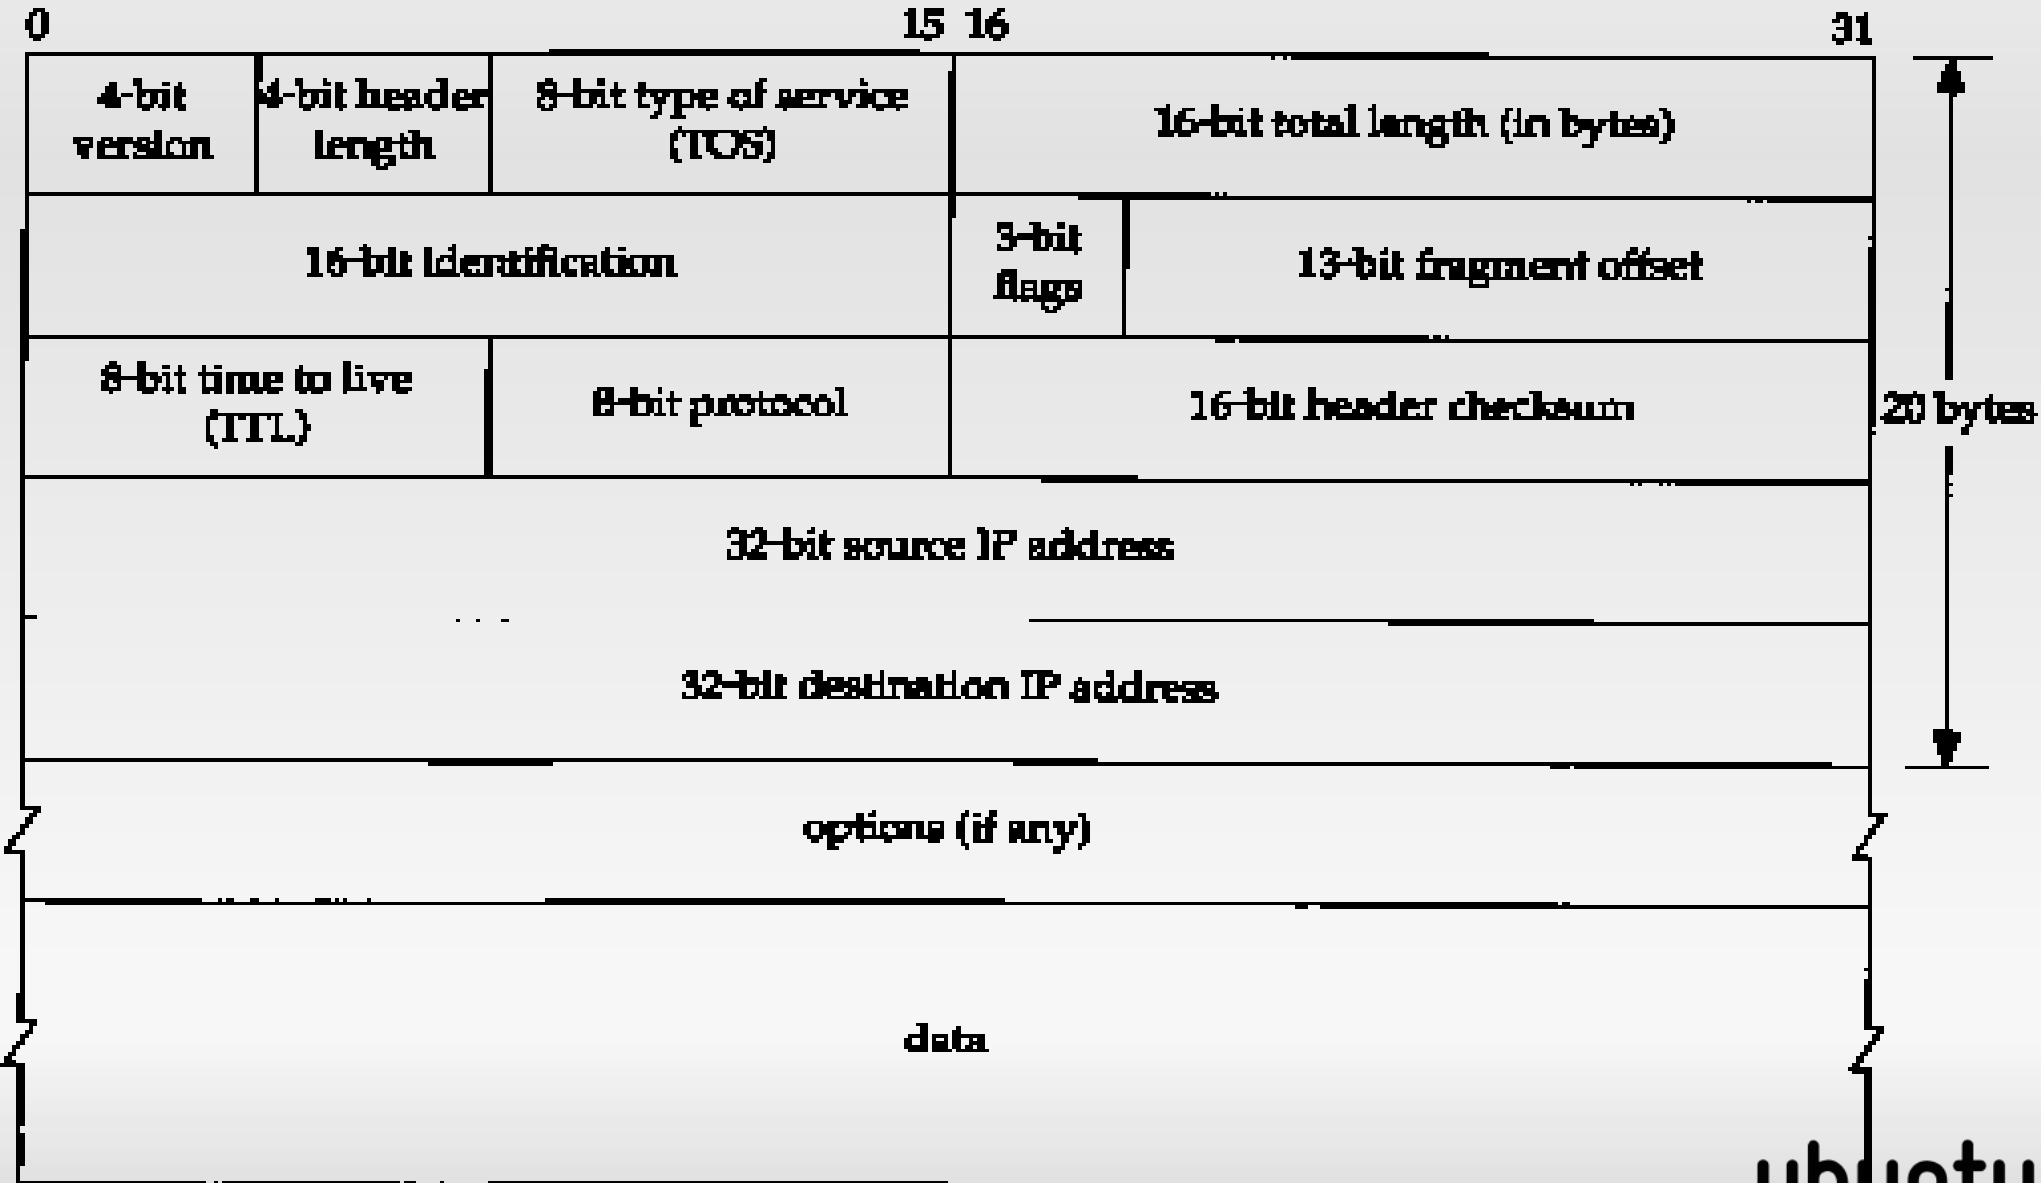 0 15 16 31
4-bit version
4-bit header length
8-bit type of service (TOS)
16-bit total length (in bytes)
16-bit identification
3-bit flags
13-bit fragment offset
8-bit time to live (TTL)
8-bit protocol
16-bit header checksum
20 bytes
32-bit source IP address
32-bit destination IP address
options (if any)
data
ubuntu